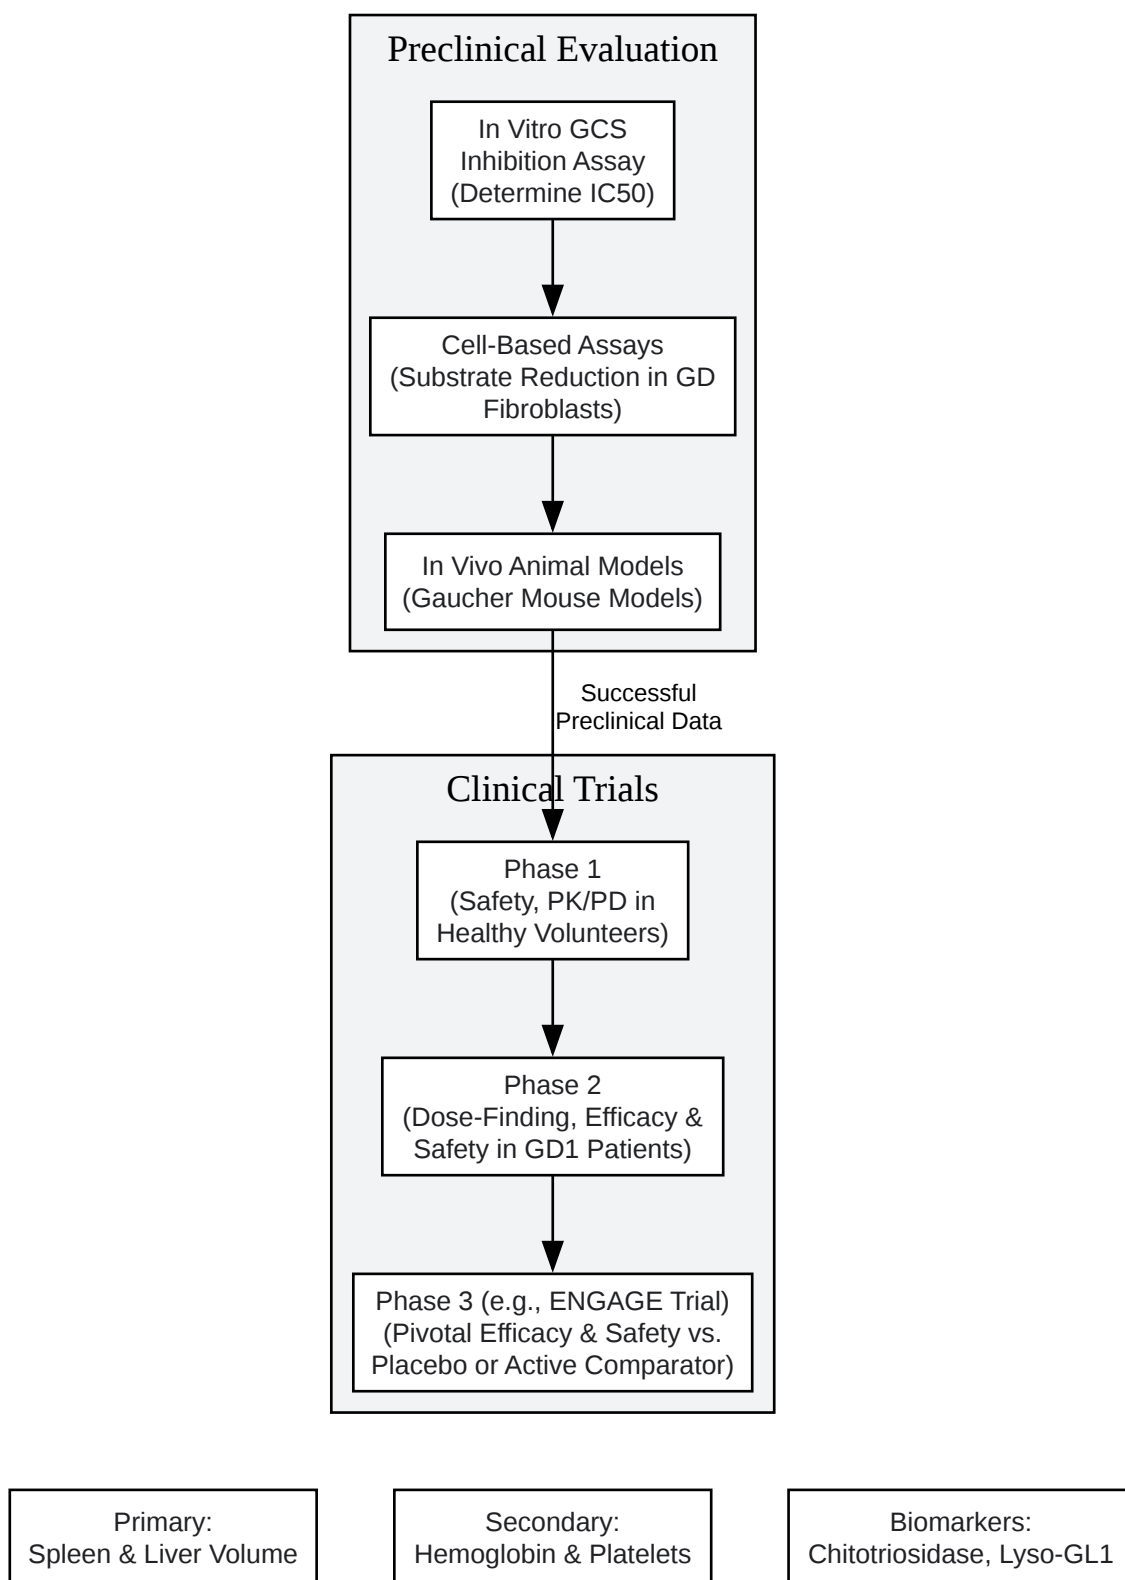 Preclinical Evaluation
In Vitro GCS
Inhibition Assay
(Determine IC50)
Cell-Based Assays
(Substrate Reduction in GD
Fibroblasts)
In Vivo Animal Models
(Gaucher Mouse Models)
Successful
Preclinical Data
Clinical Trials
Phase 1
(Safety, PK/PD in
Healthy Volunteers)
Phase 2
(Dose-Finding, Efficacy &
Safety in GD1 Patients)
Phase 3 (e.g., ENGAGE Trial)
(Pivotal Efficacy & Safety vs.
Placebo or Active Comparator)
Primary:
Spleen & Liver Volume
Secondary:
Hemoglobin & Platelets
Biomarkers:
Chitotriosidase, Lyso-GL1